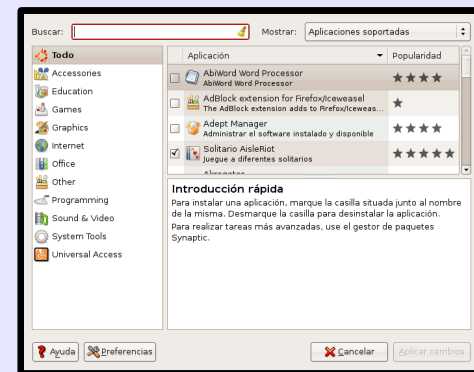 Buscar:
Mostrar: Aplicaciones soportadas
Todo
Accessories
Education
Games
Graphics
Internet
Office
Other
Programming
Sound & Video
System Tools
Universal Access
Aplicación Popularidad
AbiWord Word Processor
AbiWord Word Processor
AdBlock extension for Firefox/Iceweasel
The AdBlock extension adds to Firefox/Iceweas...
Adept Manager
Administrar el software instalado y disponible
Solitario AisleRiot
Juegue a diferentes solitarios
Introducción rápida
Para instalar una aplicación, marque la casilla situada junto al nombre
de la misma. Desmarque la casilla para desinstalar la aplicación.
Para realizar tareas más avanzadas, use el gestor de paquetes
Synaptic.
Ayuda
Preferencias
Cancelar
Aplicar cambios